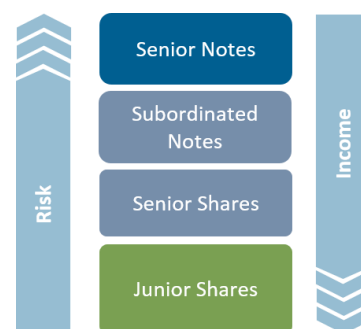 Senior Notes
Subordinated
Notes
Senior Shares
Junior Shares
Risk
Income